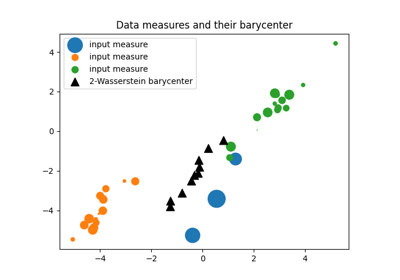 Data measures and their barycenter
input measure
input measure
input measure
2-Wasserstein barycenter
4
2
0
−2
−4
−4
−2
0
2
4